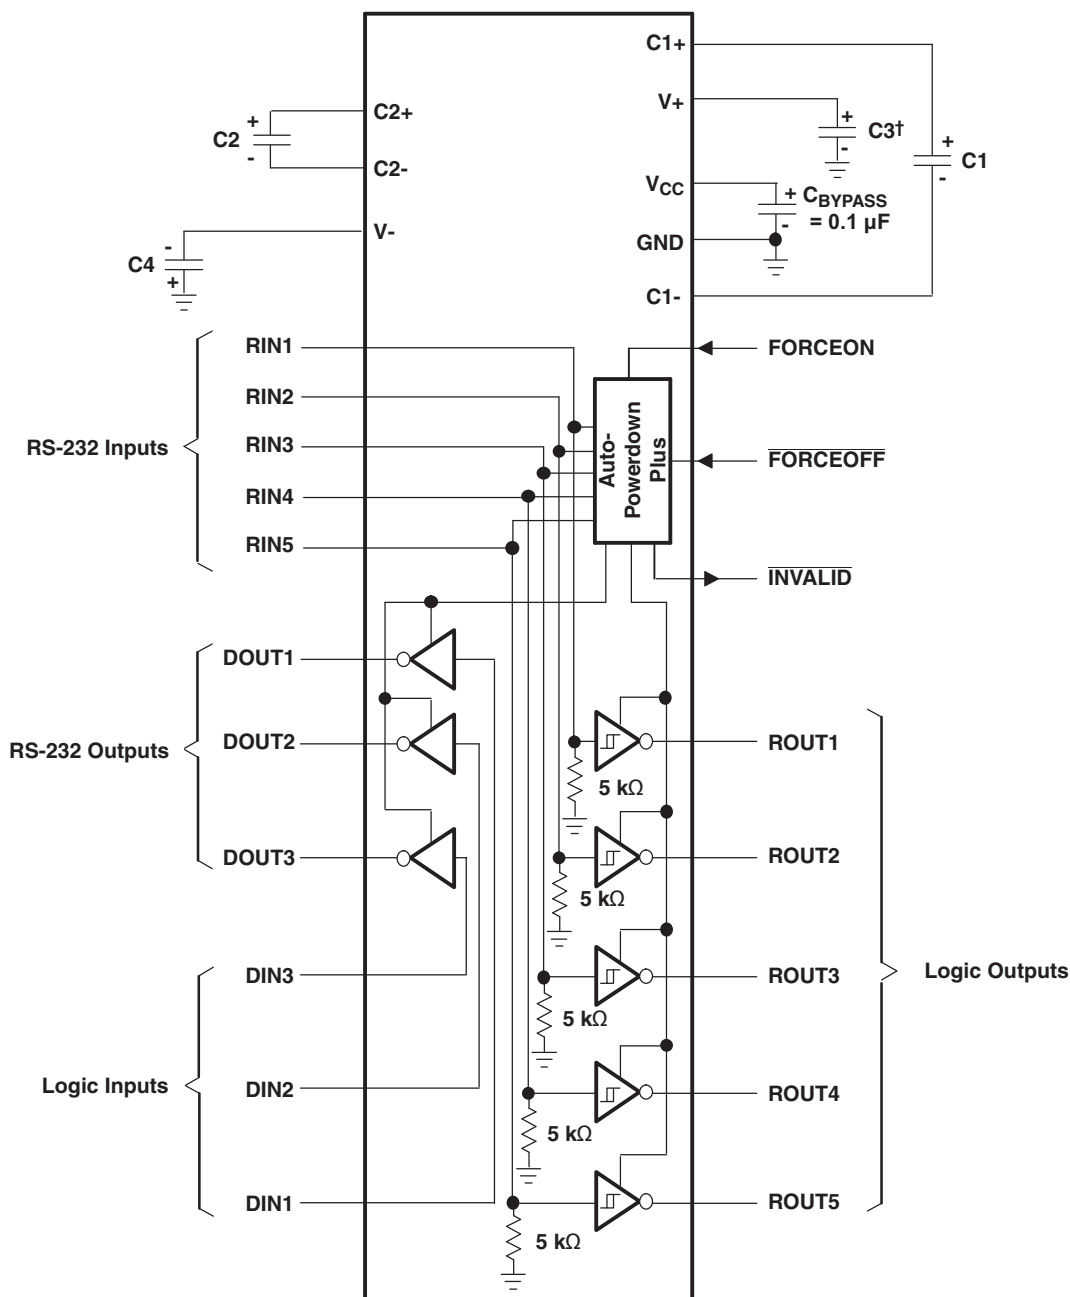 C1+
C2+
+
C2
-
C2-
V+
+
C3†
-
+
C1
-
VCC
+ CBYPASS
- = 0.1 µF
V-
-
C4
+
GND
C1-
RS-232 Inputs
RIN1
RIN2
RIN3
RIN4
RIN5
Auto-
Powerdown
Plus
FORCEON
FORCEOFF
INVALID
RS-232 Outputs
DOUT1
DOUT2
DOUT3
Logic Inputs
DIN3
DIN2
DIN1
5 kΩ
5 kΩ
5 kΩ
5 kΩ
5 kΩ
ROUT1
ROUT2
ROUT3
ROUT4
ROUT5
Logic Outputs